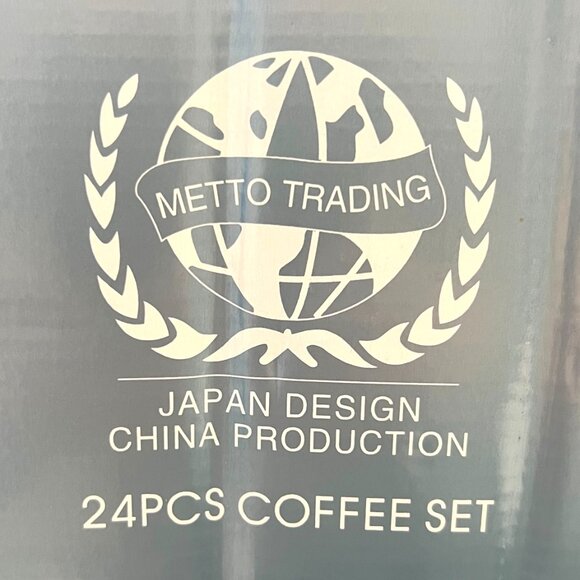 METTO TRADING
JAPAN DESIGN
CHINA PRODUCTION
24PCS COFFEE SET